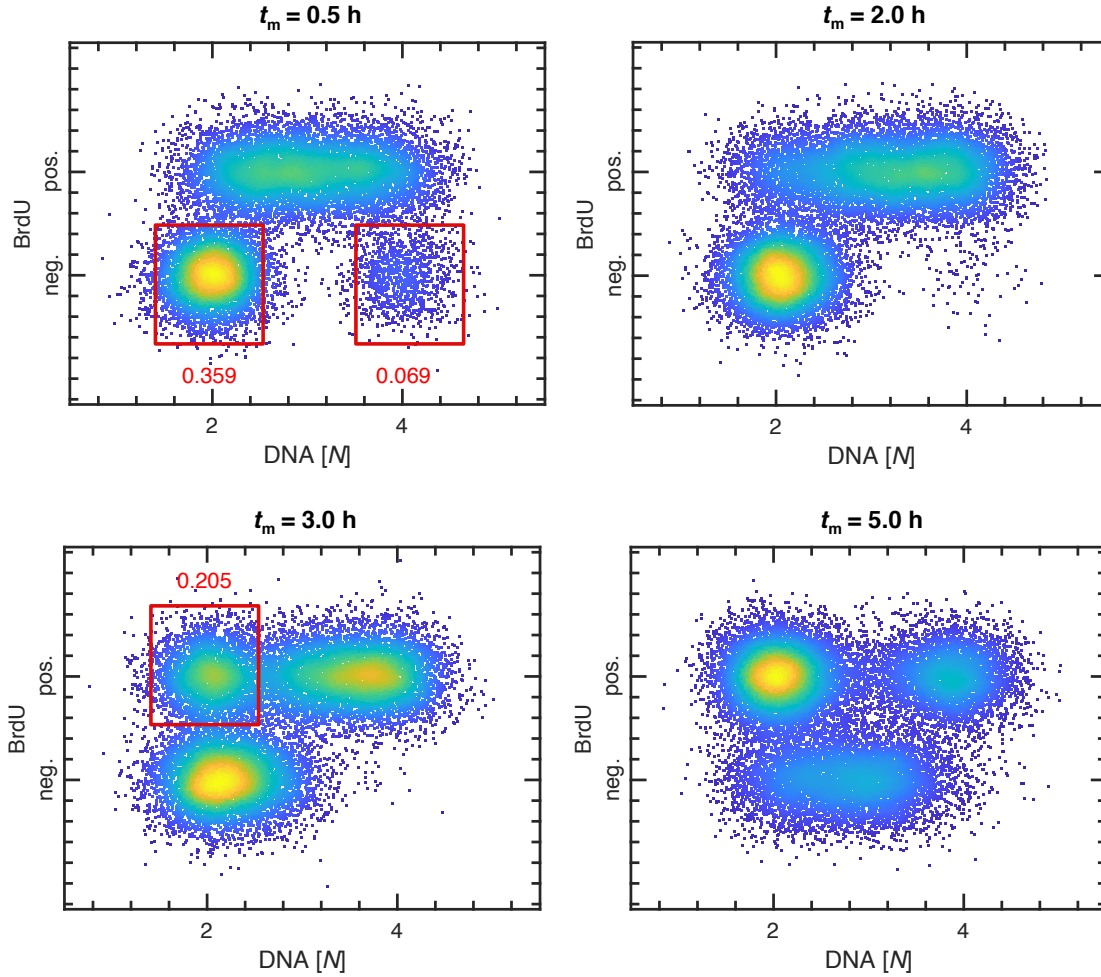 t_m = 0.5 h
pos.
BrdU
neg.
0.359
0.069
2
4
DNA [N]
t_m = 2.0 h
pos.
BrdU
neg.
2
4
DNA [N]
t_m = 3.0 h
0.205
pos.
BrdU
neg.
2
4
DNA [N]
t_m = 5.0 h
pos.
BrdU
neg.
2
4
DNA [N]